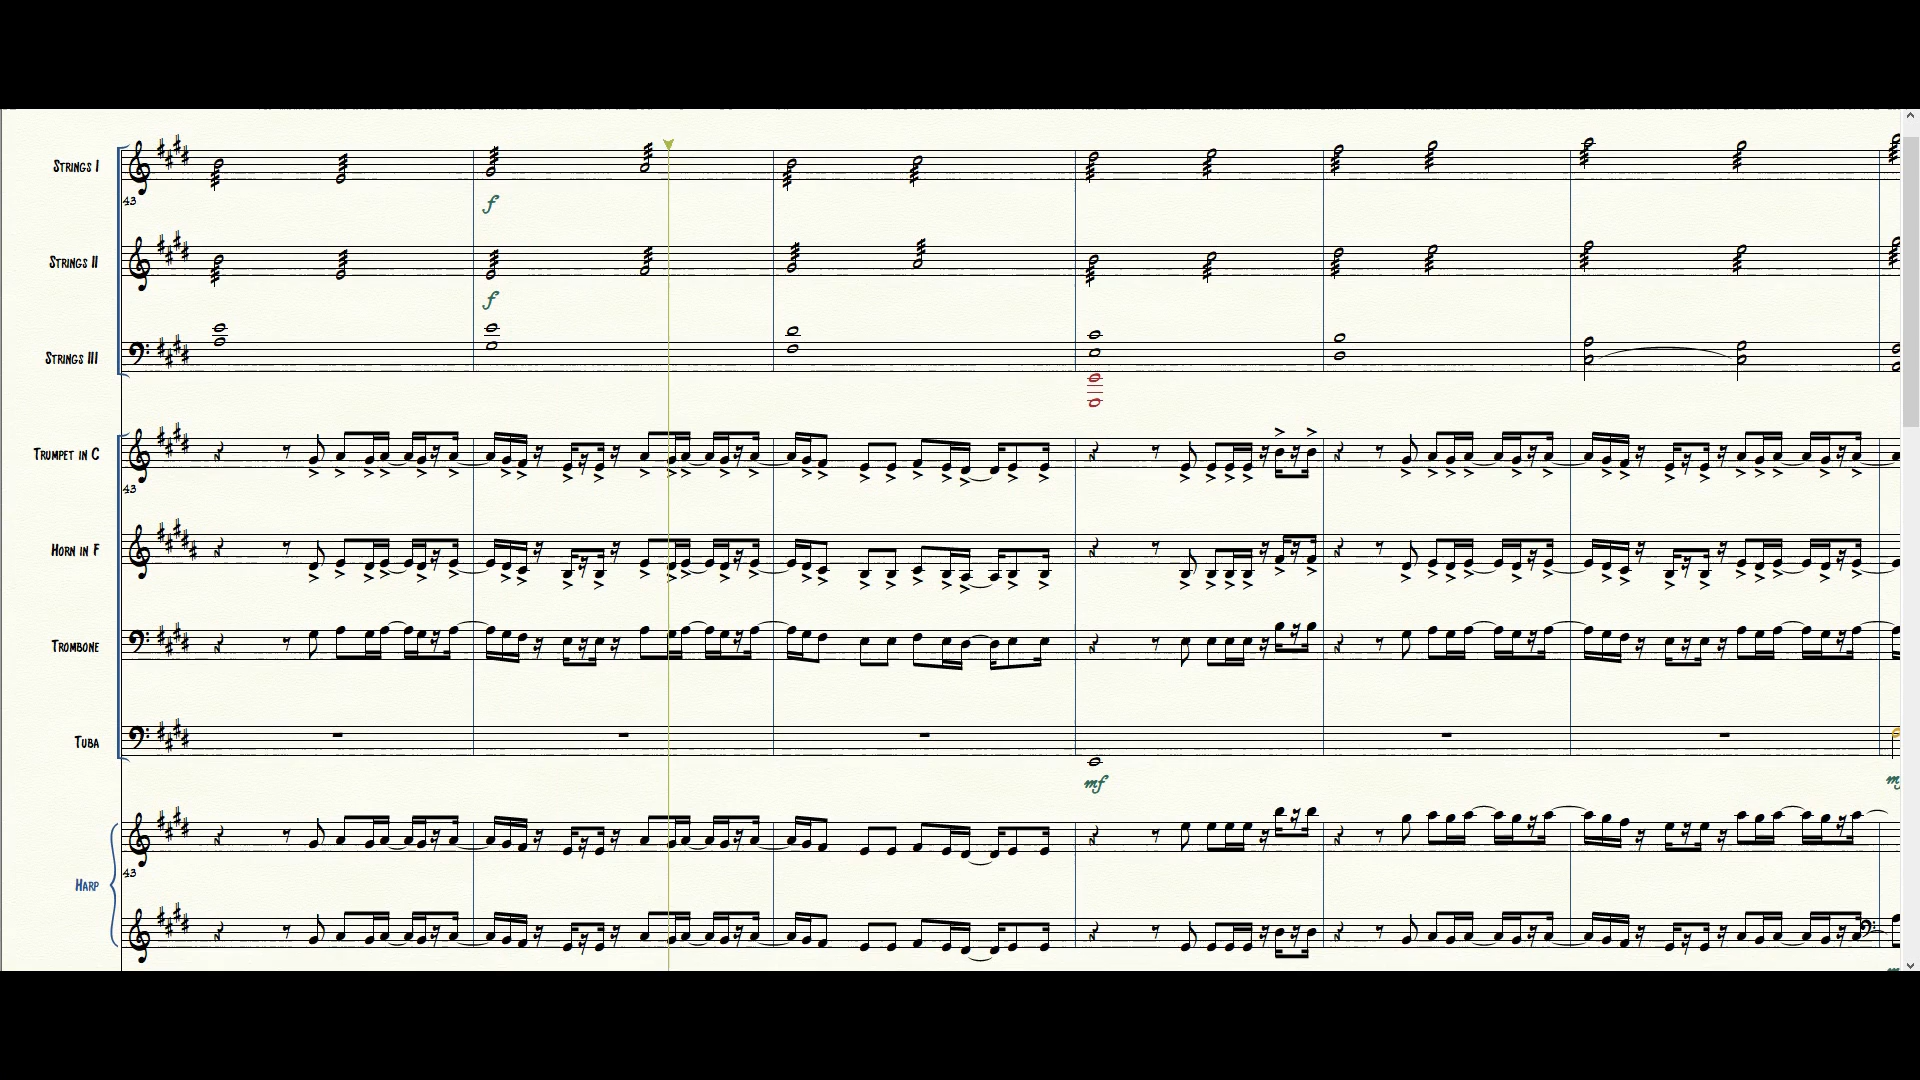 Strings I
43
f
Strings II
f
Strings III
Trumpet in C
43
Horn in F
Trombone
Tuba
mf
Harp
43